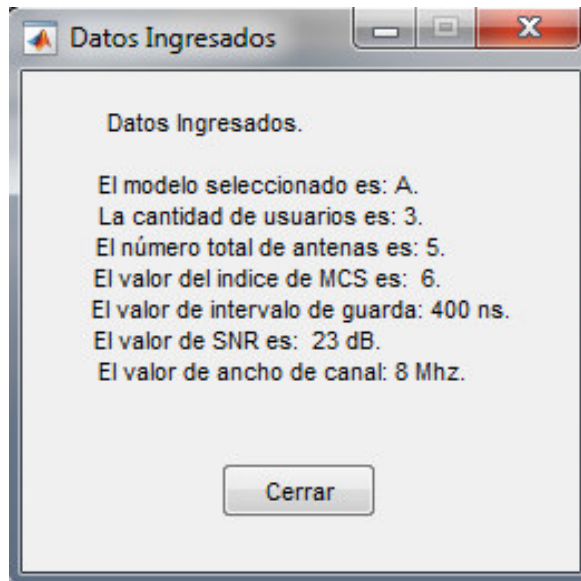 Datos Ingresados
Datos Ingresados.
El modelo seleccionado es: A.
La cantidad de usuarios es: 3.
El número total de antenas es: 5.
El valor del indice de MCS es:  6.
El valor de intervalo de guarda: 400 ns.
El valor de SNR es:  23 dB.
El valor de ancho de canal: 8 Mhz.
Cerrar